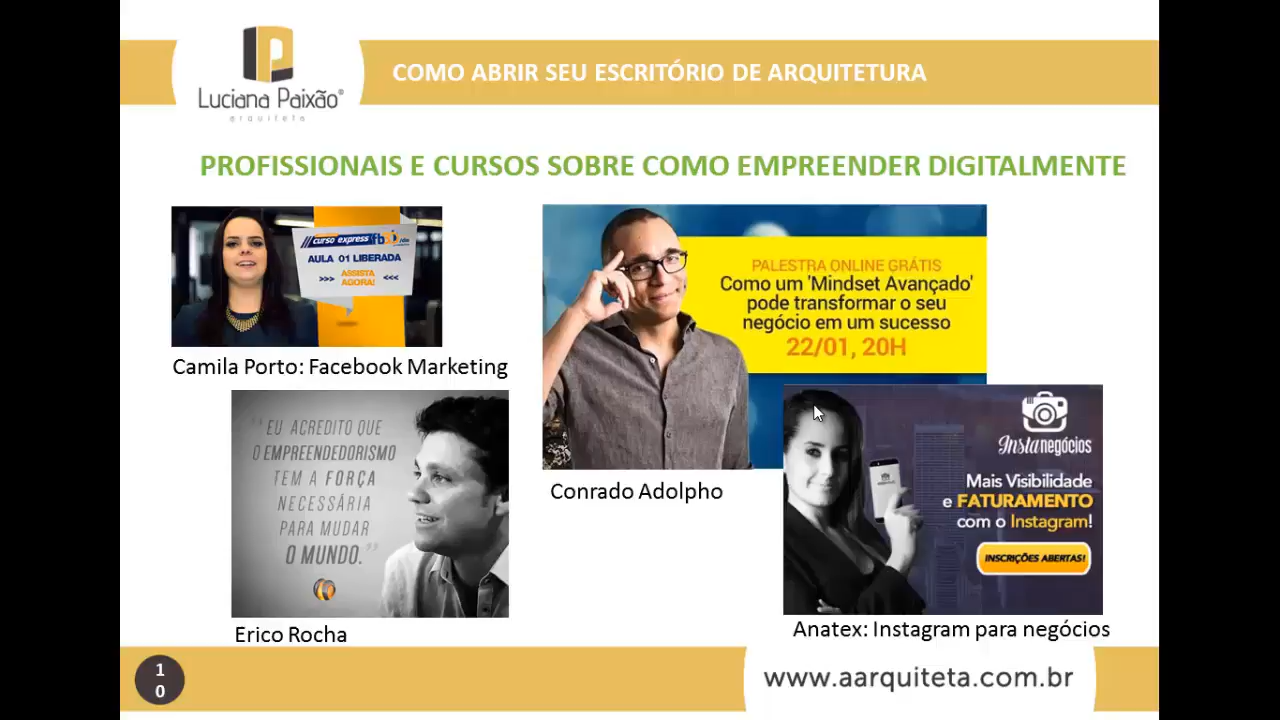 Luciana Paixão®
arquiteta
COMO ABRIR SEU ESCRITÓRIO DE ARQUITETURA
PROFISSIONAIS E CURSOS SOBRE COMO EMPREENDER DIGITALMENTE
curso express
AULA 01 LIBERADA
>>> ASSISTA <<<
AGORA!
Camila Porto: Facebook Marketing
PALESTRA ONLINE GRÁTIS
Como um 'Mindset Avançado'
pode transformar o seu
negócio em um sucesso
22/01, 20H
Conrado Adolpho
"EU ACREDITO QUE
O EMPREENDEDORISMO
TEM A FORÇA
NECESSÁRIA
PARA MUDAR
O MUNDO."
Erico Rocha
Instanegócios
Mais Visibilidade
e FATURAMENTO
com o Instagram!
INSCRIÇÕES ABERTAS!
Anatex: Instagram para negócios
1
0
www.aarquiteta.com.br